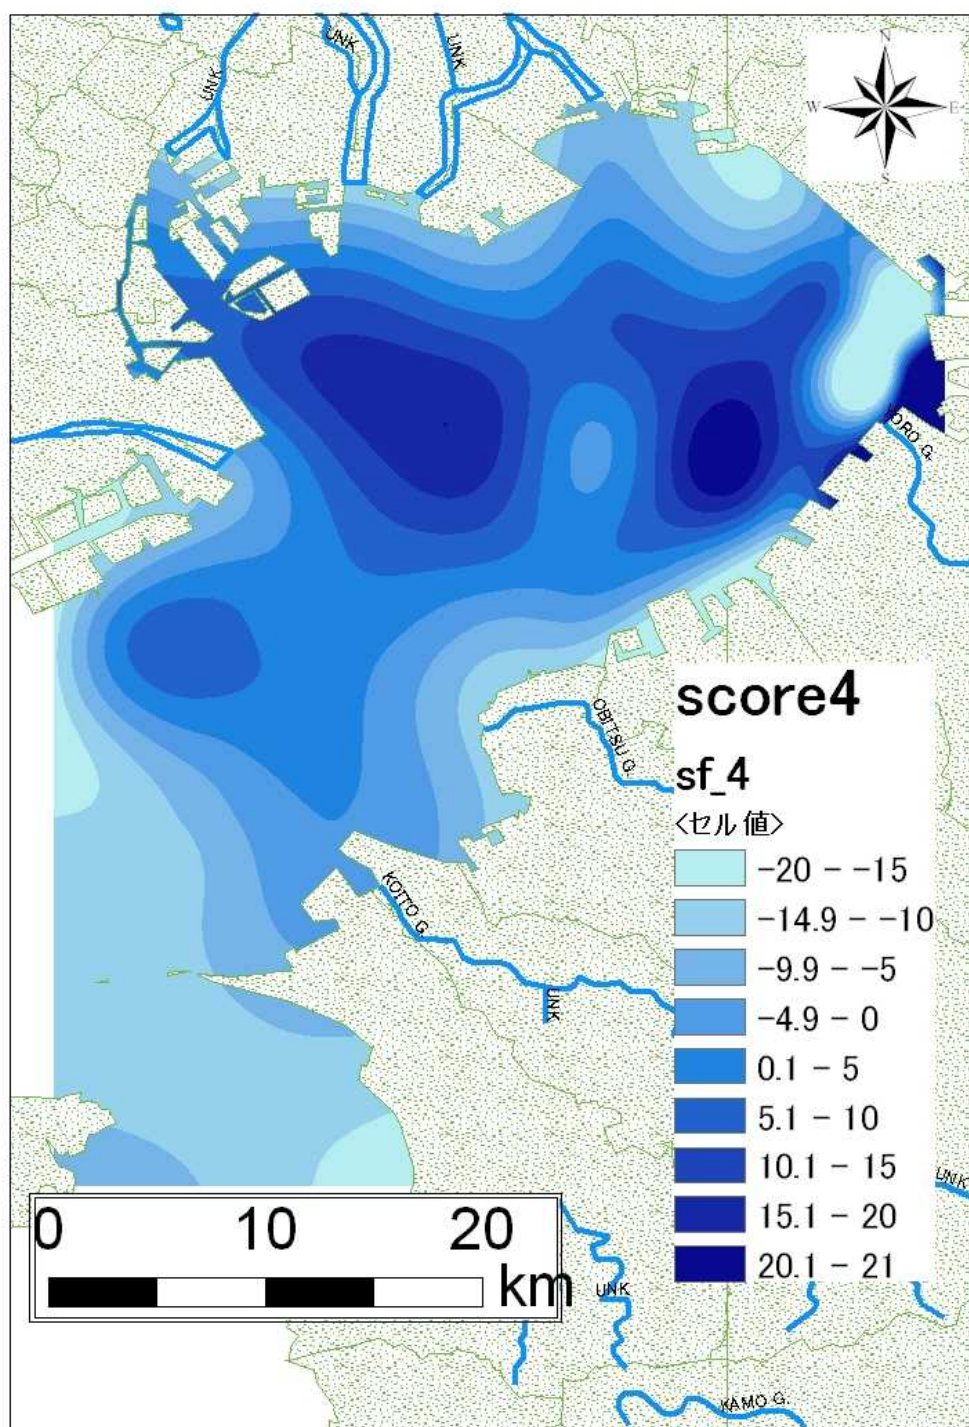 UNK
UNK
UNK
N
W
E
S
YORO G.
score4
sf_4
<セル値>
-20 - -15
-14.9 - -10
-9.9 - -5
-4.9 - 0
0.1 - 5
5.1 - 10
10.1 - 15
15.1 - 20
20.1 - 21
OBITSU G.
KOITO G.
UNK
UNK
0 10 20
km
UNK
KAMO G.